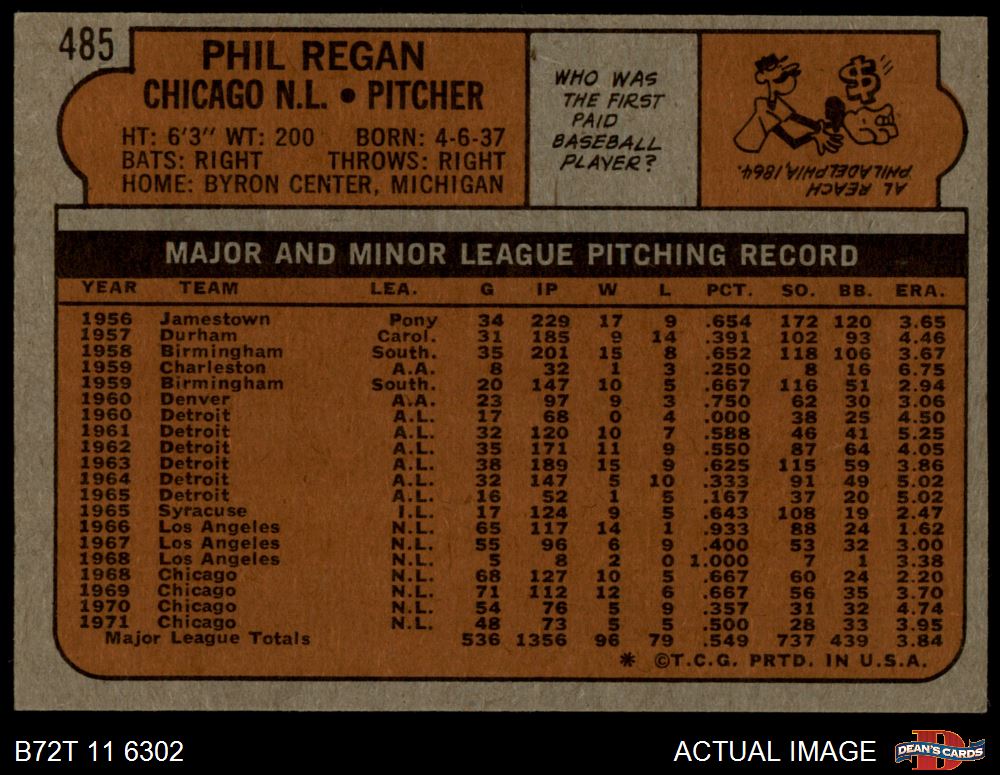 485
PHIL REGAN
CHICAGO N.L. • PITCHER
HT: 6'3" WT: 200 BORN: 4-6-37
BATS: RIGHT THROWS: RIGHT
HOME: BYRON CENTER, MICHIGAN
WHO WAS
THE FIRST
PAID
BASEBALL
PLAYER?
$
AL REACH
PHILADELPHIA, 1864.
MAJOR AND MINOR LEAGUE PITCHING RECORD
YEAR TEAM LEA. G IP W L PCT. SO. BB. ERA.
1956 Jamestown Pony 34 229 17 9 .654 172 120 3.65
1957 Durham Carol. 31 185 9 14 .391 102 93 4.46
1958 Birmingham South. 35 201 15 8 .652 118 106 3.67
1959 Charleston A.A. 8 32 1 3 .250 8 16 6.75
1959 Birmingham South. 20 147 10 5 .667 116 51 2.94
1960 Denver A.A. 23 97 9 3 .750 62 30 3.06
1960 Detroit A.L. 17 68 0 4 .000 38 25 4.50
1961 Detroit A.L. 32 120 10 7 .588 46 41 5.25
1962 Detroit A.L. 35 171 11 9 .550 87 64 4.05
1963 Detroit A.L. 38 189 15 9 .625 115 59 3.86
1964 Detroit A.L. 32 147 5 10 .333 91 49 5.02
1965 Detroit A.L. 16 52 1 5 .167 37 20 5.02
1965 Syracuse I.L. 17 124 9 5 .643 108 19 2.47
1966 Los Angeles N.L. 65 117 14 1 .933 88 24 1.62
1967 Los Angeles N.L. 55 96 6 9 .400 53 32 3.00
1968 Los Angeles N.L. 5 8 2 0 1.000 7 1 3.38
1968 Chicago N.L. 68 127 10 5 .667 60 24 2.20
1969 Chicago N.L. 71 112 12 6 .667 56 35 3.70
1970 Chicago N.L. 54 76 5 9 .357 31 32 4.74
1971 Chicago N.L. 48 73 5 5 .500 28 33 3.95
Major League Totals 536 1356 96 79 .549 737 439 3.84
* ©T.C.G. PRTD. IN U.S.A.
B72T 11 6302
ACTUAL IMAGE
D
DEAN'S CARDS